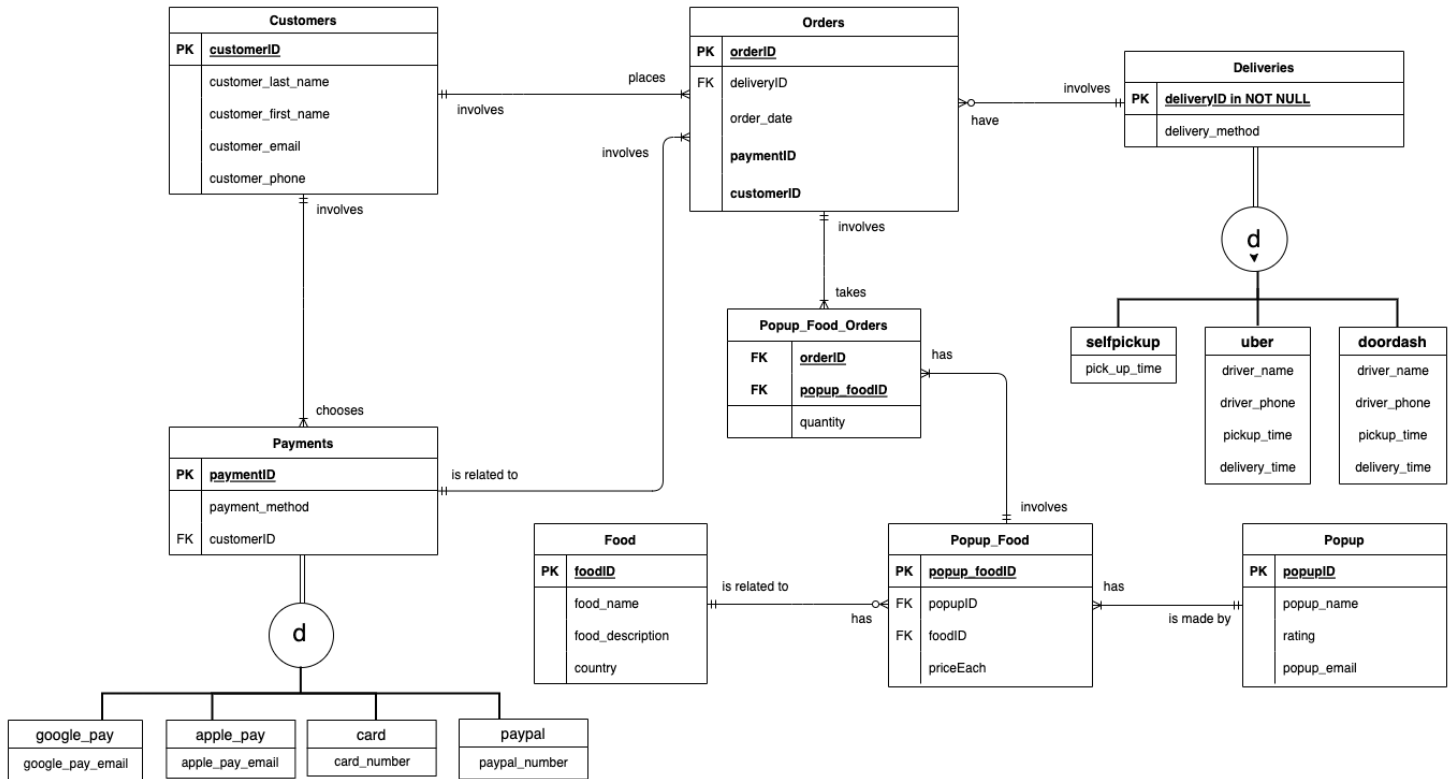 Customers
PK customerID
customer_last_name
customer_first_name
customer_email
customer_phone
places
involves
Orders
PK orderID
FK deliveryID
order_date
paymentID
customerID
involves
have
Deliveries
PK deliveryID in NOT NULL
delivery_method
involves
involves
involves
d
takes
Popup_Food_Orders
FK orderID
FK popup_foodID
quantity
has
selfpickup
pick_up_time
uber
driver_name
driver_phone
pickup_time
delivery_time
doordash
driver_name
driver_phone
pickup_time
delivery_time
chooses
Payments
PK paymentID
payment_method
FK customerID
is related to
involves
Food
PK foodID
food_name
food_description
country
is related to
has
Popup_Food
PK popup_foodID
FK popupID
FK foodID
priceEach
has
is made by
Popup
PK popupID
popup_name
rating
popup_email
d
google_pay
google_pay_email
apple_pay
apple_pay_email
card
card_number
paypal
paypal_number